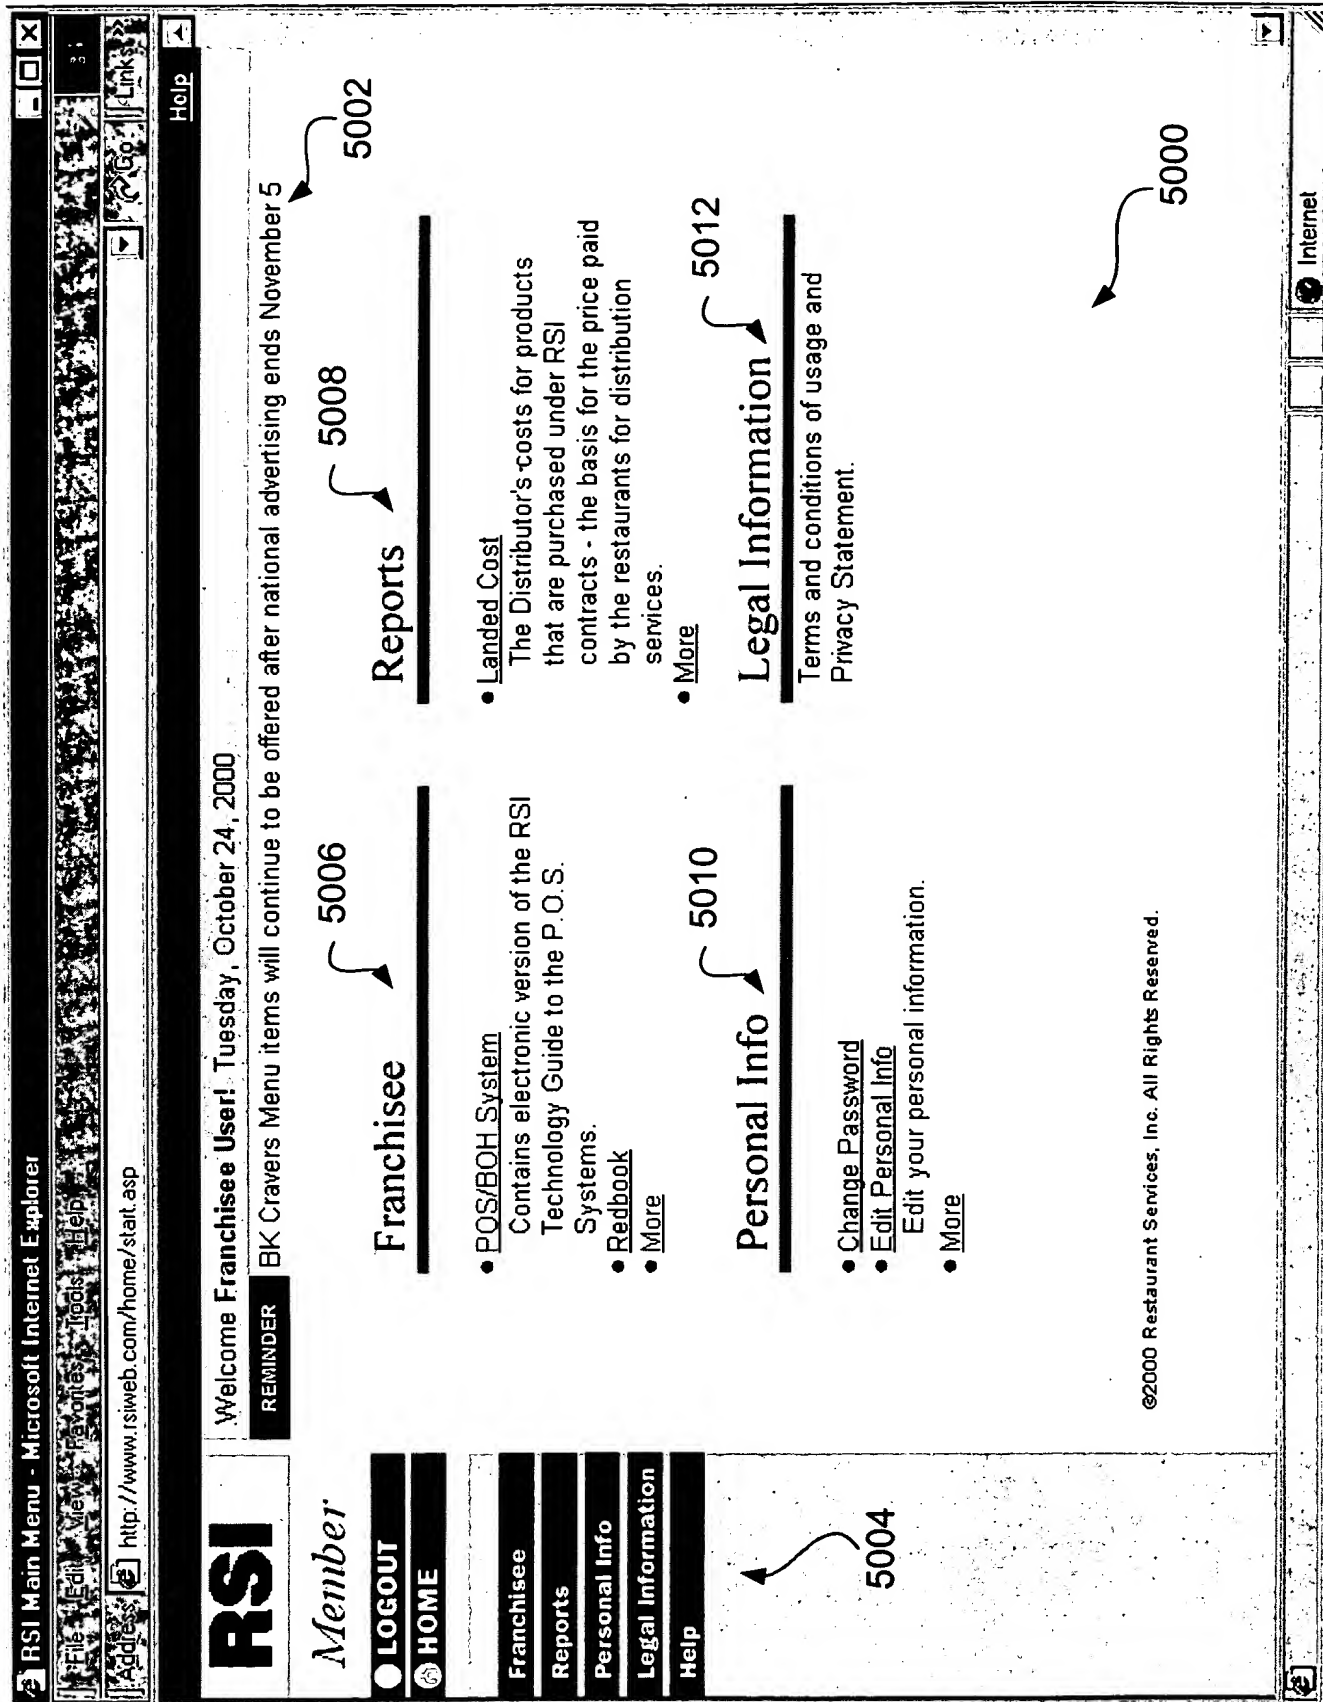 RSI Main Menu - Microsoft Internet Explorer
File Edit View Favorites Tools Help
Address http://www.rsiweb.com/home/start.asp Go Links »
Help
RSI
Welcome Franchisee User! Tuesday, October 24, 2000
REMINDER BK Cravers Menu items will continue to be offered after national advertising ends November 5
5002
Member
LOGOUT
HOME
Franchisee
Reports
Personal Info
Legal Information
Help
5004
Franchisee
5006
• POS/BOH System
Contains electronic version of the RSI
Technology Guide to the P.O.S.
Systems.
• Redbook
• More
Reports
5008
• Landed Cost
The Distributor's costs for products
that are purchased under RSI
contracts - the basis for the price paid
by the restaurants for distribution
services.
• More
Personal Info
5010
• Change Password
• Edit Personal Info
Edit your personal information.
• More
Legal Information
5012
Terms and conditions of usage and
Privacy Statement.
5000
©2000 Restaurant Services, Inc. All Rights Reserved.
Internet